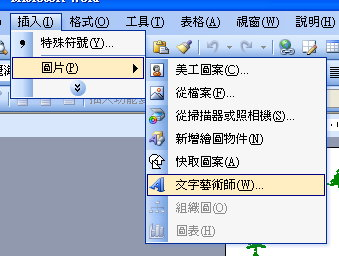 插入(I) 格式(O) 工具(T) 表格(A) 視窗(W) 說明(H)
特殊符號(Y)...
圖片(P)
美工圖案(C)...
從檔案(F)...
從掃描器或照相機(S)...
新增繪圖物件(N)
快取圖案(A)
文字藝術師(W)...
組織圖(O)
圖表(H)